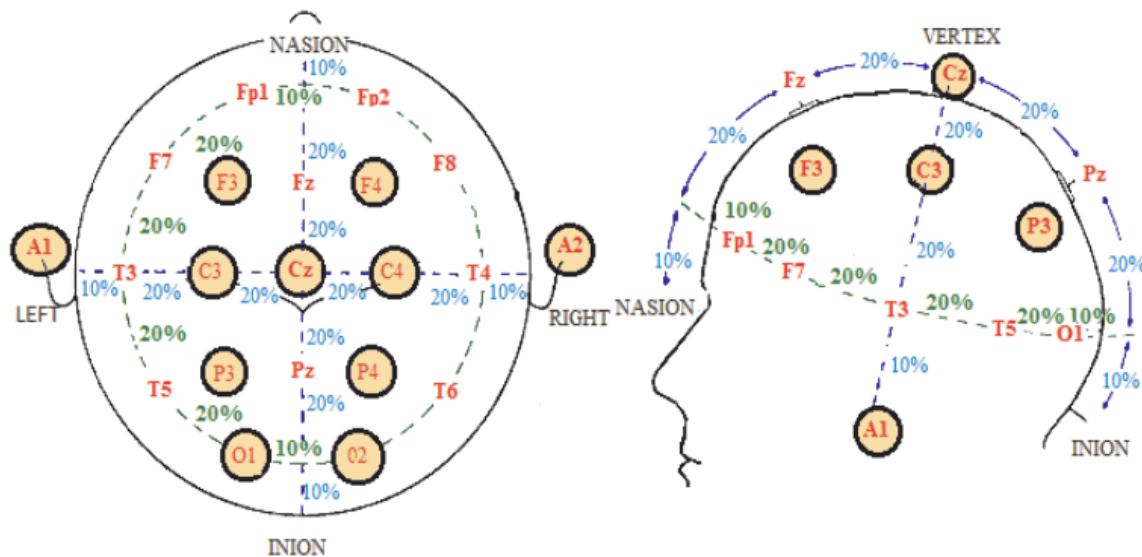 NASION
10%
Fp1 10% Fp2
20%
F7 20% F8
F3 Fz F4
20% 20%
A1 A2
T3 C3 Cz C4 T4
10% 20% 20% 20% 20% 10%
LEFT RIGHT
20% 20%
P3 Pz P4
T5 T6
20% 20%
O1 10% 02
10%
INION
VERTEX
20% Cz
Fz 20%
20% 20%
F3 C3 Pz
10% P3
Fp1 20% 20%
10% F7 20% 20%
NASION T3 20% T5 20% 10%
O1
10% 10%
A1
INION